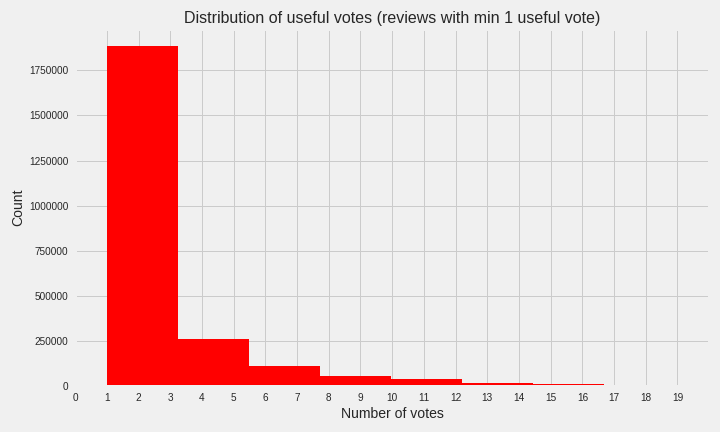 Distribution of useful votes (reviews with min 1 useful vote)
Count
1750000
1500000
1250000
1000000
750000
500000
250000
0
0 1 2 3 4 5 6 7 8 9 10 11 12 13 14 15 16 17 18 19
Number of votes